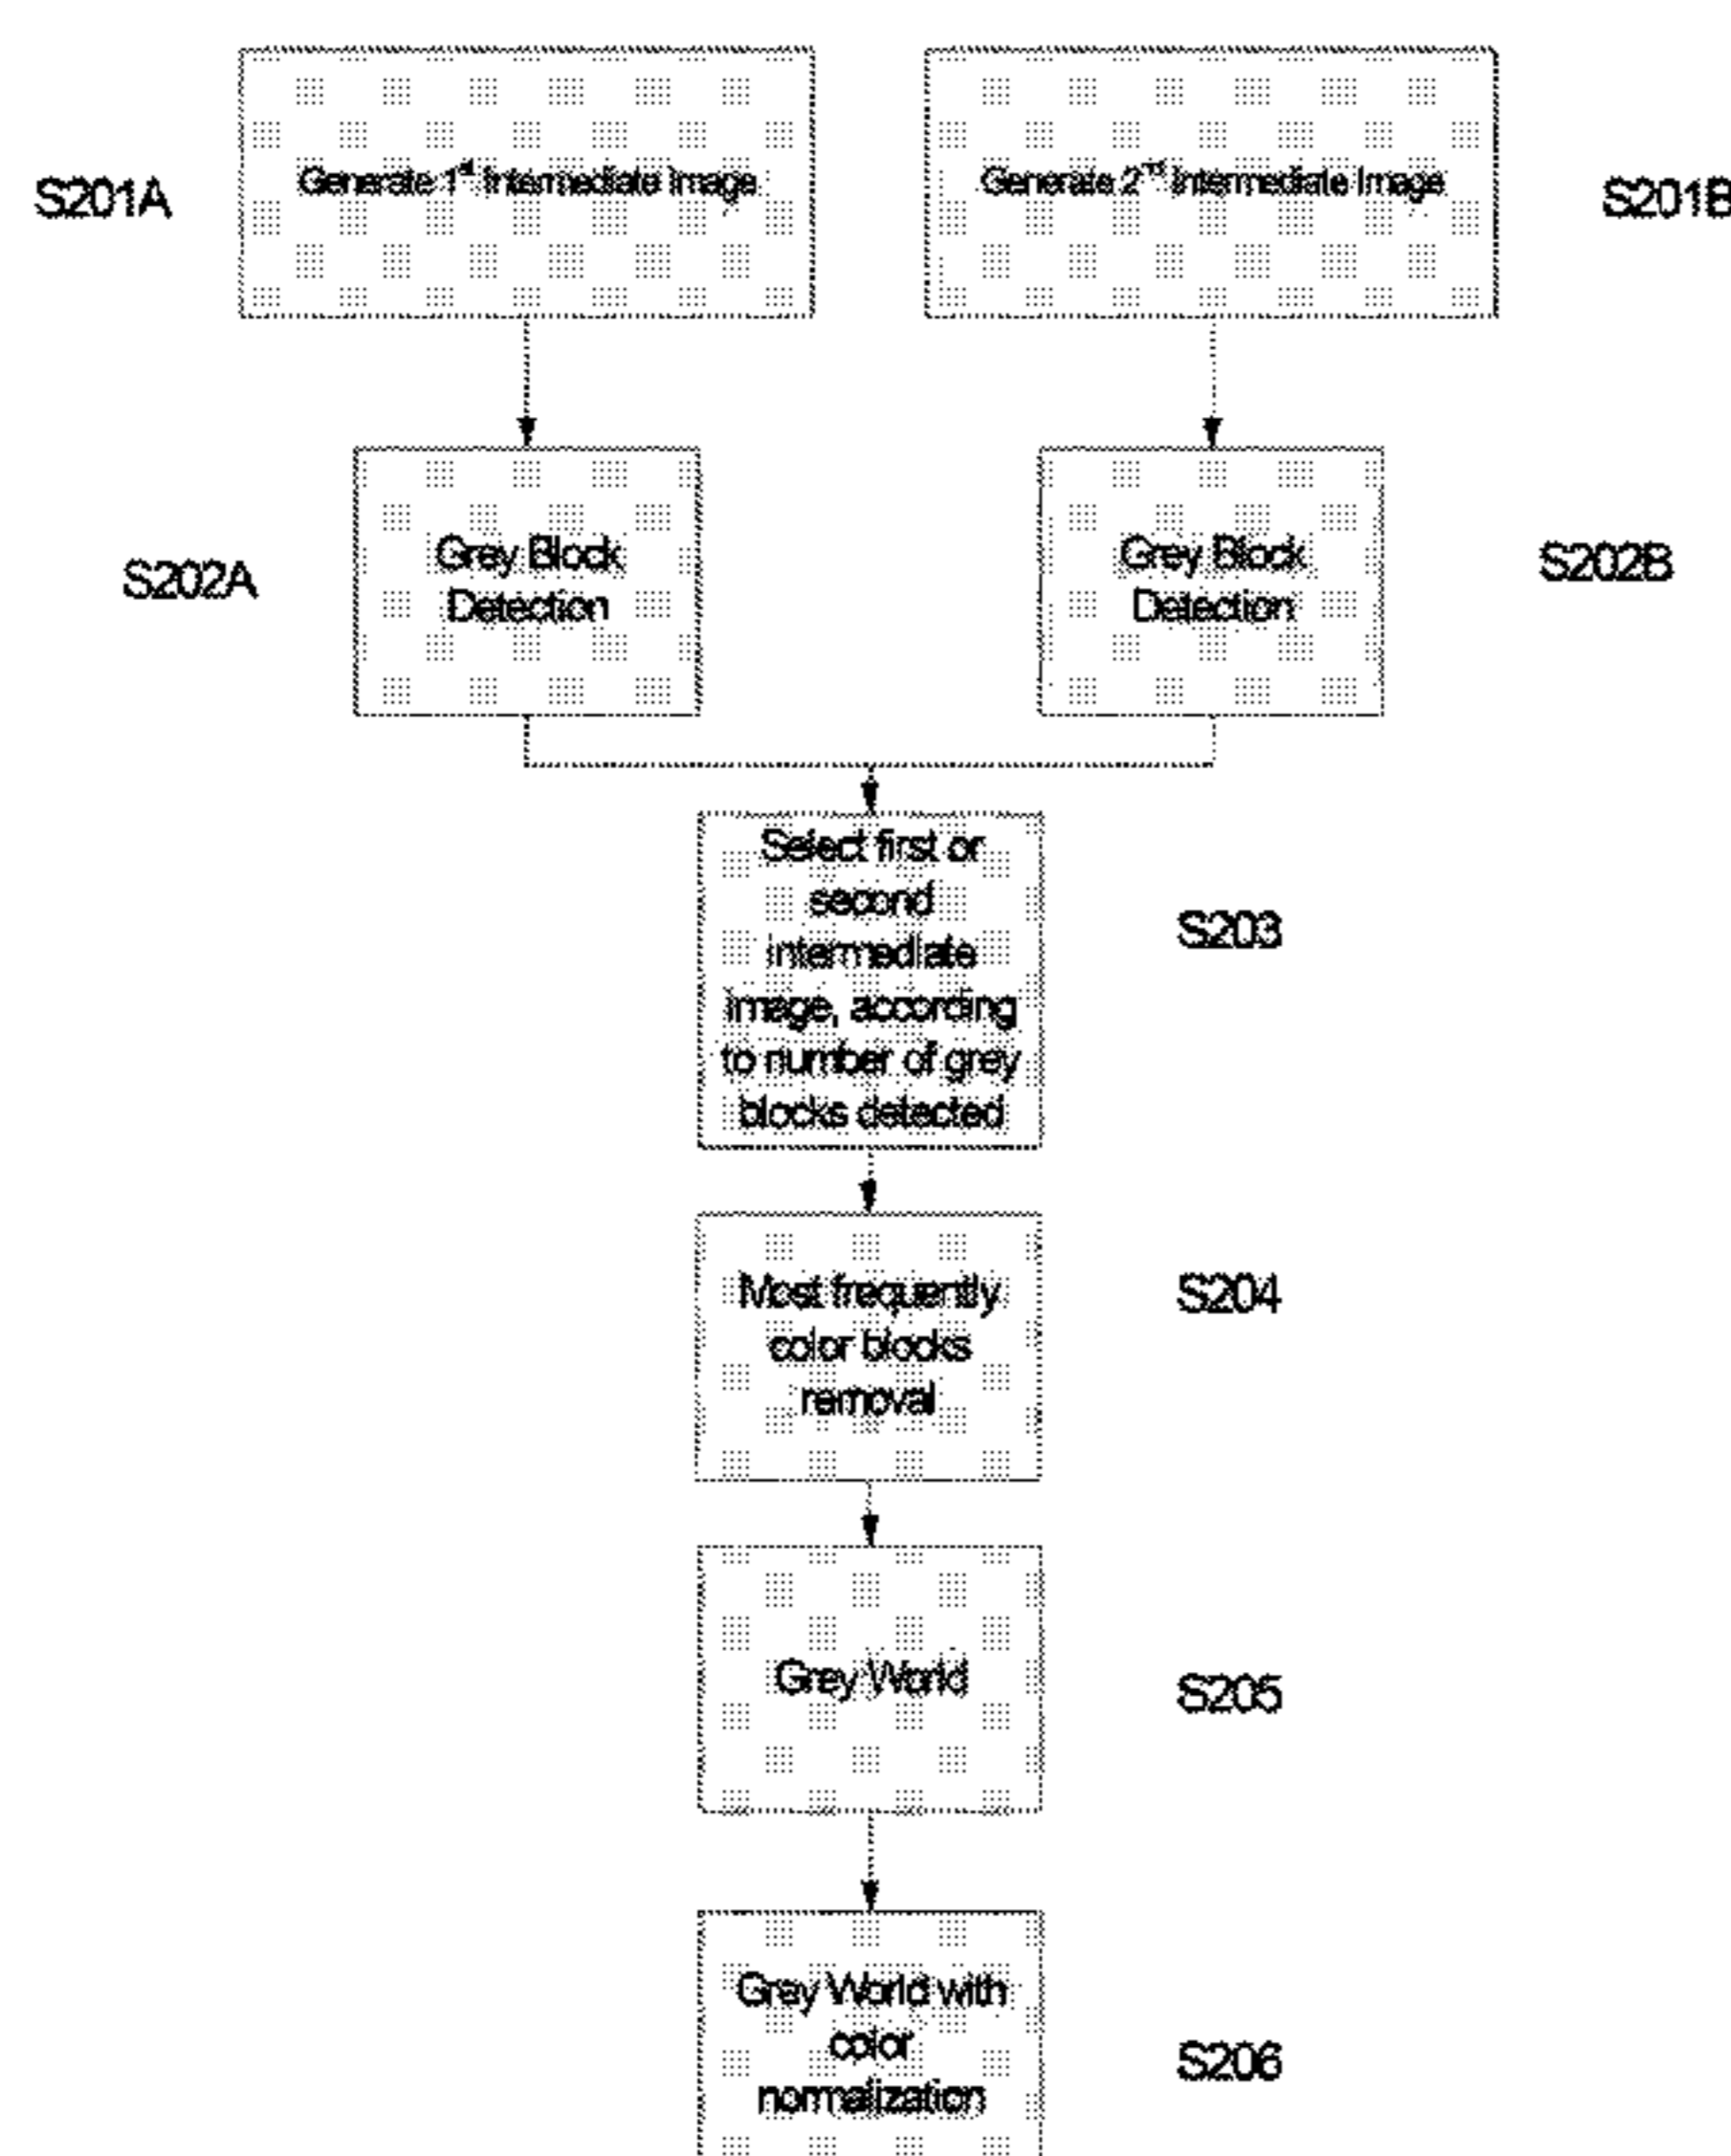 S201A
Generate 1st Intermediate Image
Generate 2nd Intermediate Image
S201B
S202A
Grey Block
Detection
Grey Block
Detection
S202B
Select first or
second
intermediate
image, according
to number of grey
blocks detected
S203
Most frequently
color blocks
removal
S204
Grey World
S205
Grey World with
color
normalization
S206